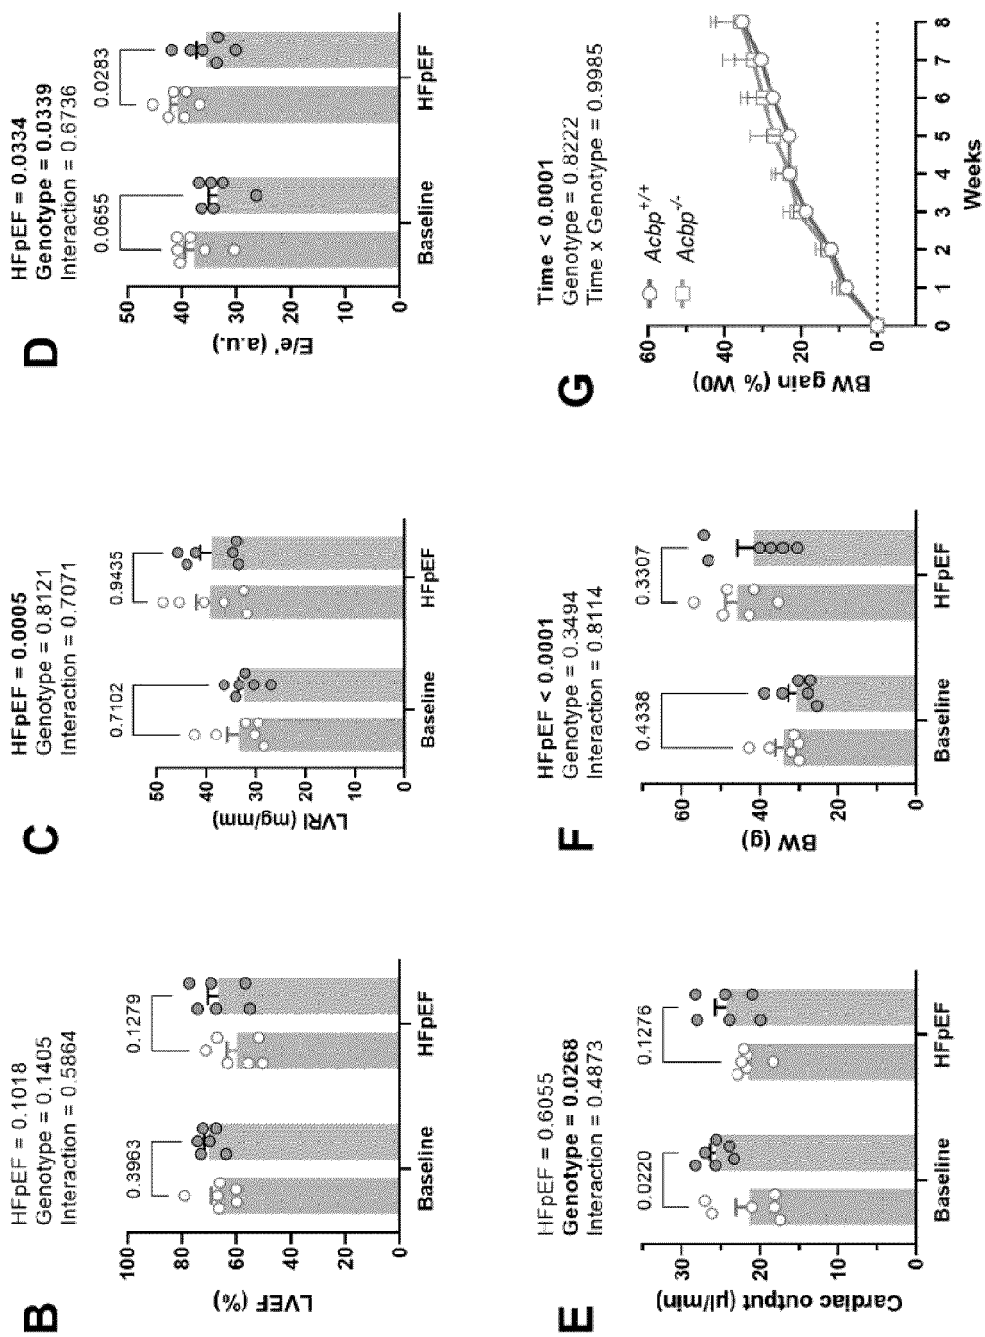 B
HFpEF = 0.1018
Genotype = 0.1405
Interaction = 0.5864
0.3963
0.1279
LVEF (%)
100
80
60
40
20
0
Baseline
HFpEF
C
HFpEF = 0.0005
Genotype = 0.8121
Interaction = 0.7071
0.7102
0.9435
LVRI (mg/mm)
50
40
30
20
10
0
Baseline
HFpEF
D
HFpEF = 0.0334
Genotype = 0.0339
Interaction = 0.6736
0.0655
0.0283
E/e' (a.u.)
50
40
30
20
10
0
Baseline
HFpEF
E
HFpEF = 0.6055
Genotype = 0.0268
Interaction = 0.4873
0.0220
0.1276
Cardiac output (µl/min)
30
20
10
0
Baseline
HFpEF
F
HFpEF < 0.0001
Genotype = 0.3494
Interaction = 0.8114
0.4338
0.3307
BW (g)
60
40
20
0
Baseline
HFpEF
G
Time < 0.0001
Genotype = 0.8222
Time x Genotype = 0.9985
Acbp+/+
Acbp-/-
BW gain (% W0)
60
40
20
0
0 1 2 3 4 5 6 7 8
Weeks